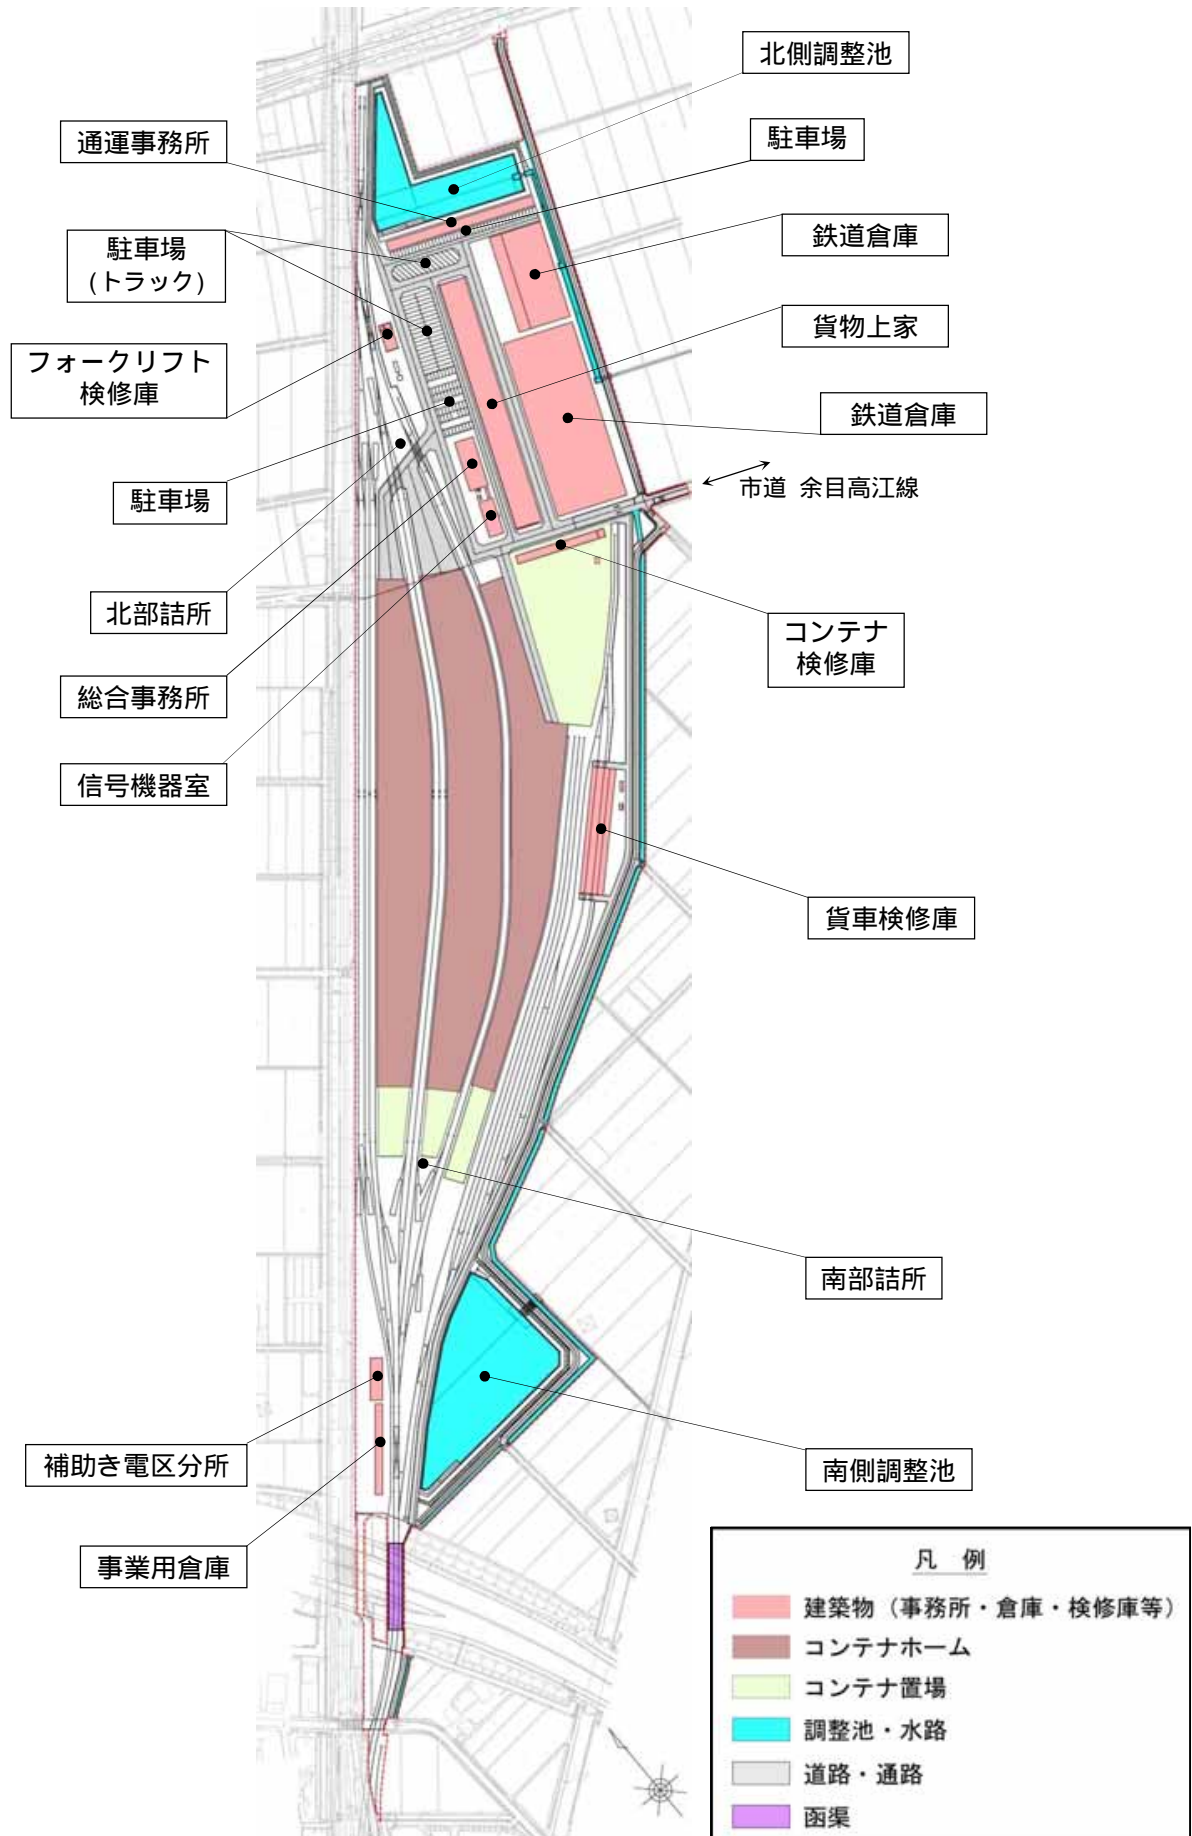 北側調整池
通運事務所
駐車場
駐車場
(トラック)
鉄道倉庫
貨物上家
フォークリフト
検修庫
鉄道倉庫
市道 余目高江線
駐車場
北部詰所
コンテナ
検修庫
総合事務所
信号機器室
貨車検修庫
南部詰所
補助き電区分所
南側調整池
事業用倉庫
凡 例
建築物（事務所・倉庫・検修庫等）
コンテナホーム
コンテナ置場
調整池・水路
道路・通路
函渠